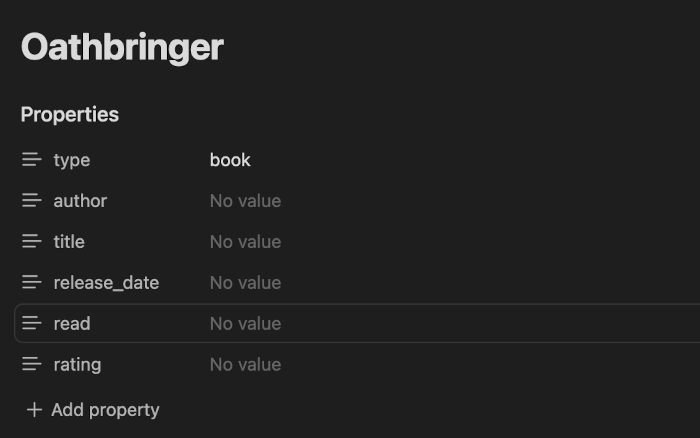 Oathbringer
Properties
type book
author No value
title No value
release_date No value
read No value
rating No value
+ Add property